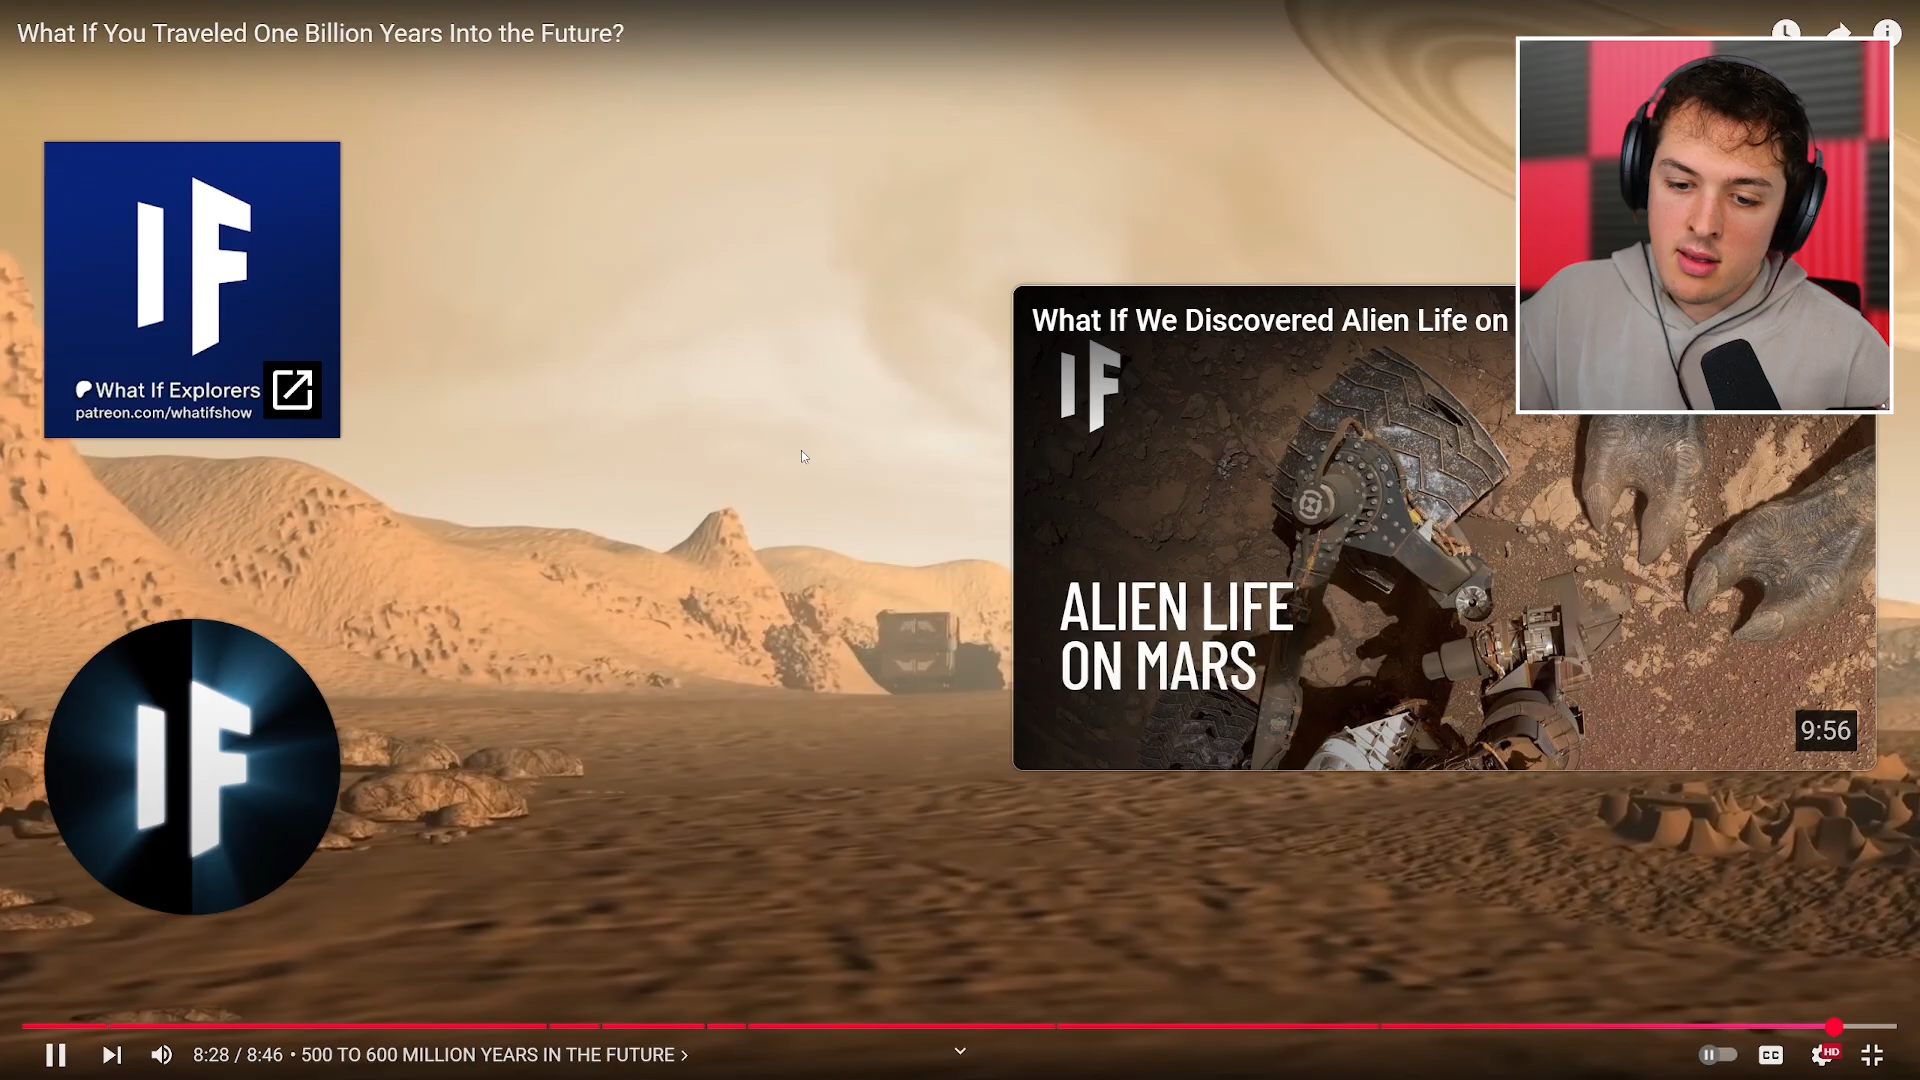 What If You Traveled One Billion Years Into the Future?
IF
What If Explorers
patreon.com/whatifshow
What If We Discovered Alien Life on
IF
ALIEN LIFE
ON MARS
9:56
IF
8:28 / 8:46 • 500 TO 600 MILLION YEARS IN THE FUTURE ›
CC
HD